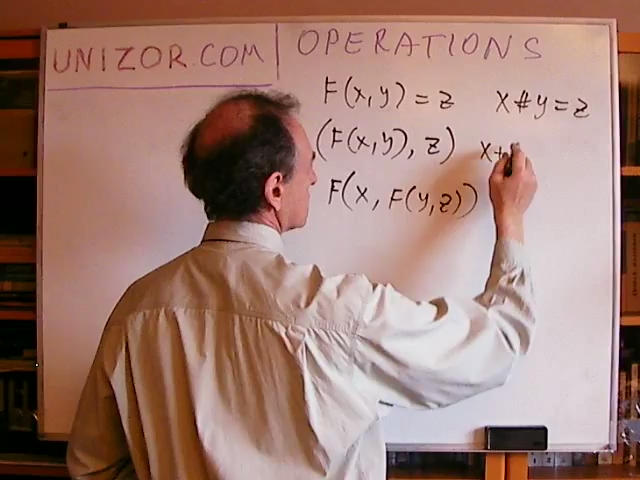 UNIZOR.COM | OPERATIONS
F(x,y) = z   x # y = z
(F(x,y), z)   x +
F(x, F(y,z))